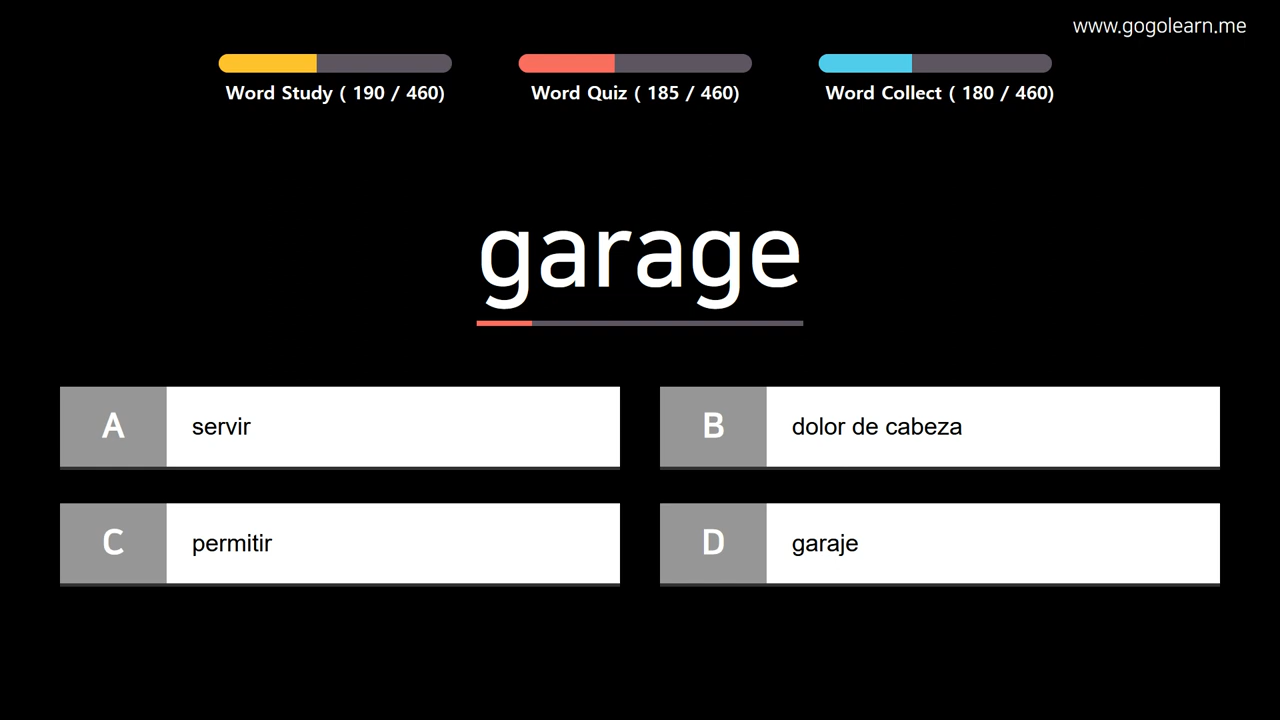 www.gogolearn.me
Word Study ( 190 / 460)
Word Quiz ( 185 / 460)
Word Collect ( 180 / 460)
garage
A servir
B dolor de cabeza
C permitir
D garaje